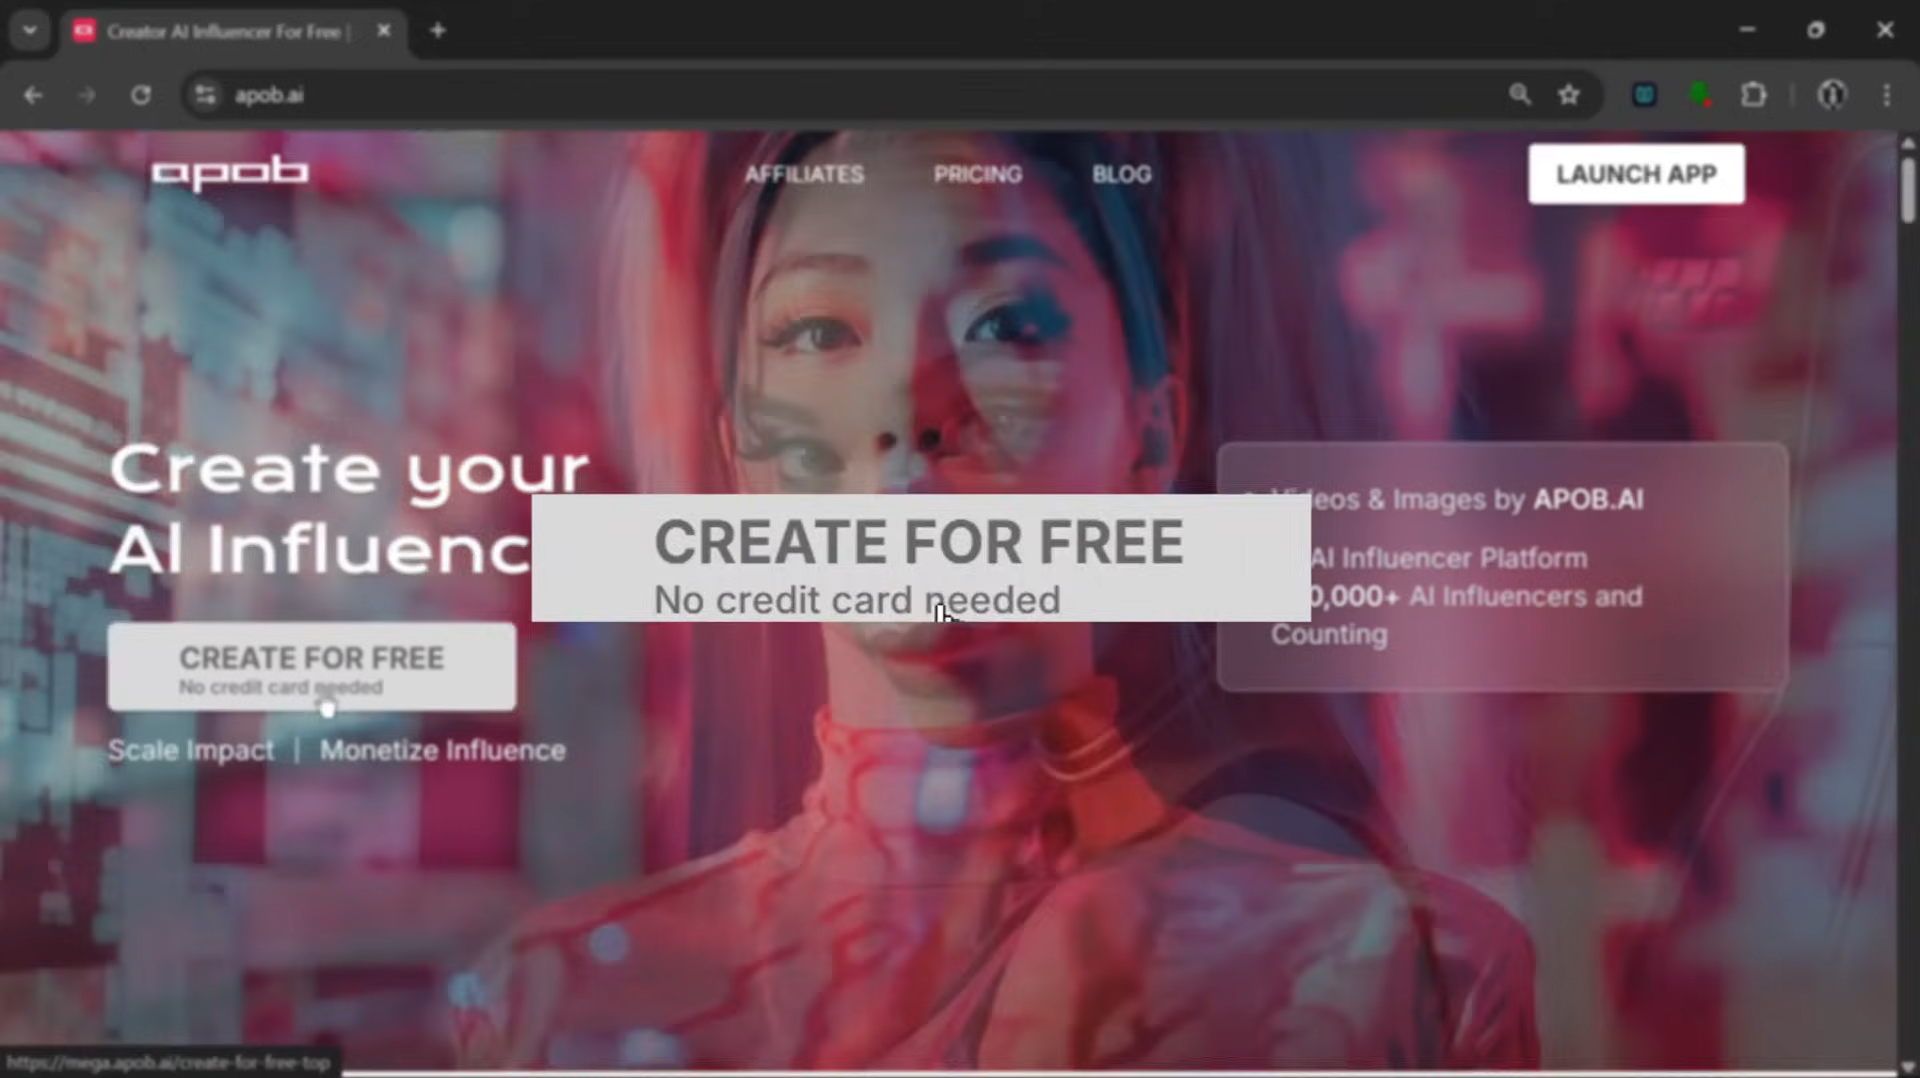 Creator AI Influencer For Free |
apob.ai
apob
AFFILIATES
PRICING
BLOG
LAUNCH APP
Create your
AI Influenc
CREATE FOR FREE
No credit card needed
CREATE FOR FREE
No credit card needed
Scale Impact | Monetize Influence
Videos & Images by APOB.AI
AI Influencer Platform
0,000+ AI Influencers and
Counting
https://mega.apob.ai/create-for-free-top